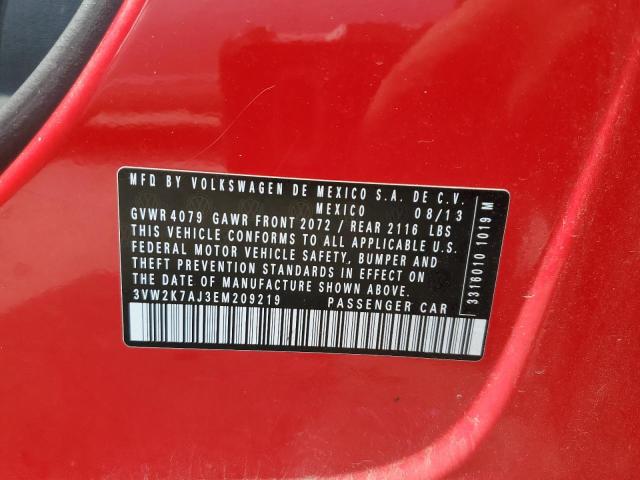 MFD BY VOLKSWAGEN DE MEXICO S.A. DE C.V.
MEXICO 08/13
GVWR 4079 GAWR FRONT 2072 / REAR 2116 LBS
THIS VEHICLE CONFORMS TO ALL APPLICABLE U.S.
FEDERAL MOTOR VEHICLE SAFETY, BUMPER AND
THEFT PREVENTION STANDARDS IN EFFECT ON
THE DATE OF MANUFACTURE SHOWN ABOVE.
3VW2K7AJ3EM209219 PASSENGER CAR
3316010 1019 M